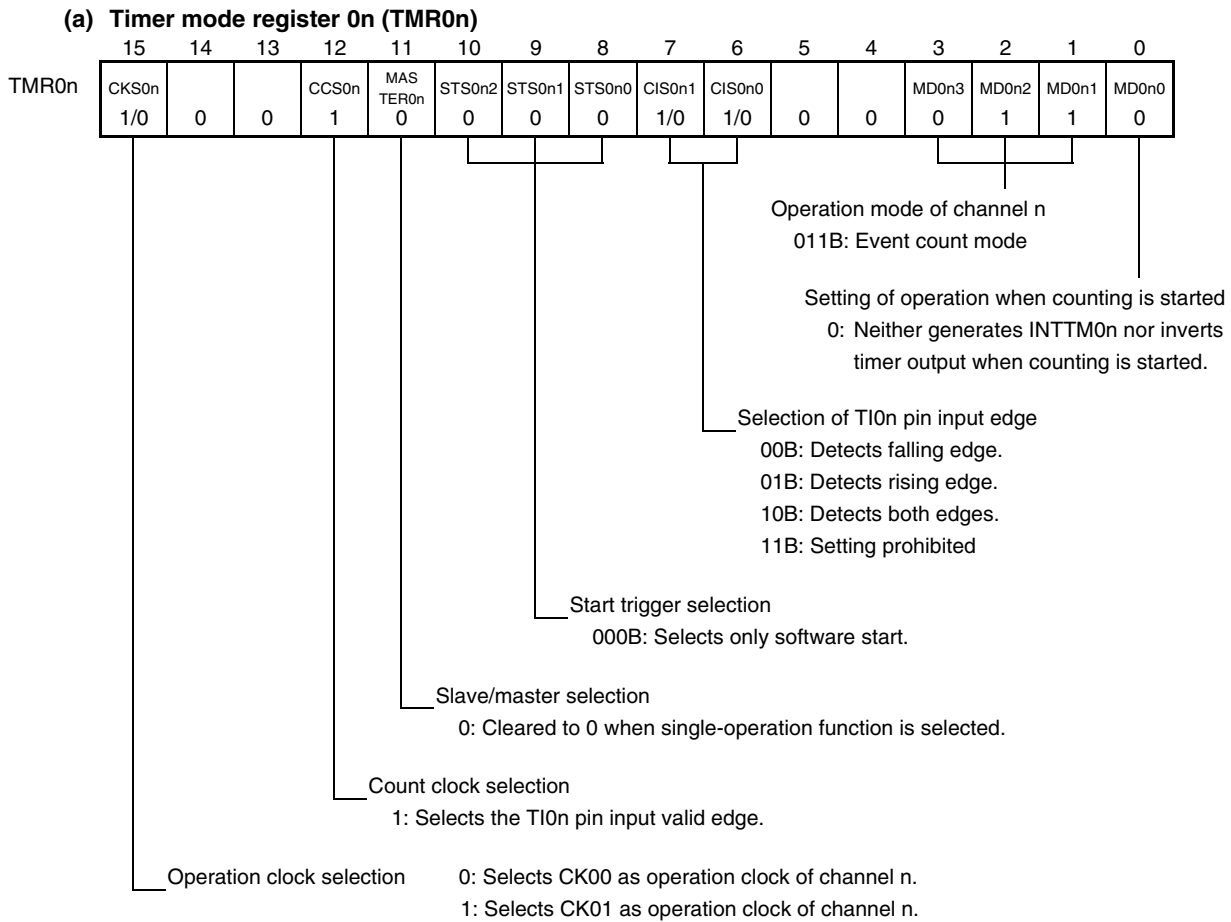 (a) Timer mode register 0n (TMR0n)
15 14 13 12 11 10 9 8 7 6 5 4 3 2 1 0
TMR0n CKS0n CCS0n MAS TER0n STS0n2 STS0n1 STS0n0 CIS0n1 CIS0n0 MD0n3 MD0n2 MD0n1 MD0n0
1/0 0 0 1 0 0 0 0 1/0 1/0 0 0 0 1 1 0
Operation mode of channel n
011B: Event count mode
Setting of operation when counting is started
0: Neither generates INTTM0n nor inverts
timer output when counting is started.
Selection of TI0n pin input edge
00B: Detects falling edge.
01B: Detects rising edge.
10B: Detects both edges.
11B: Setting prohibited
Start trigger selection
000B: Selects only software start.
Slave/master selection
0: Cleared to 0 when single-operation function is selected.
Count clock selection
1: Selects the TI0n pin input valid edge.
Operation clock selection 0: Selects CK00 as operation clock of channel n.
1: Selects CK01 as operation clock of channel n.